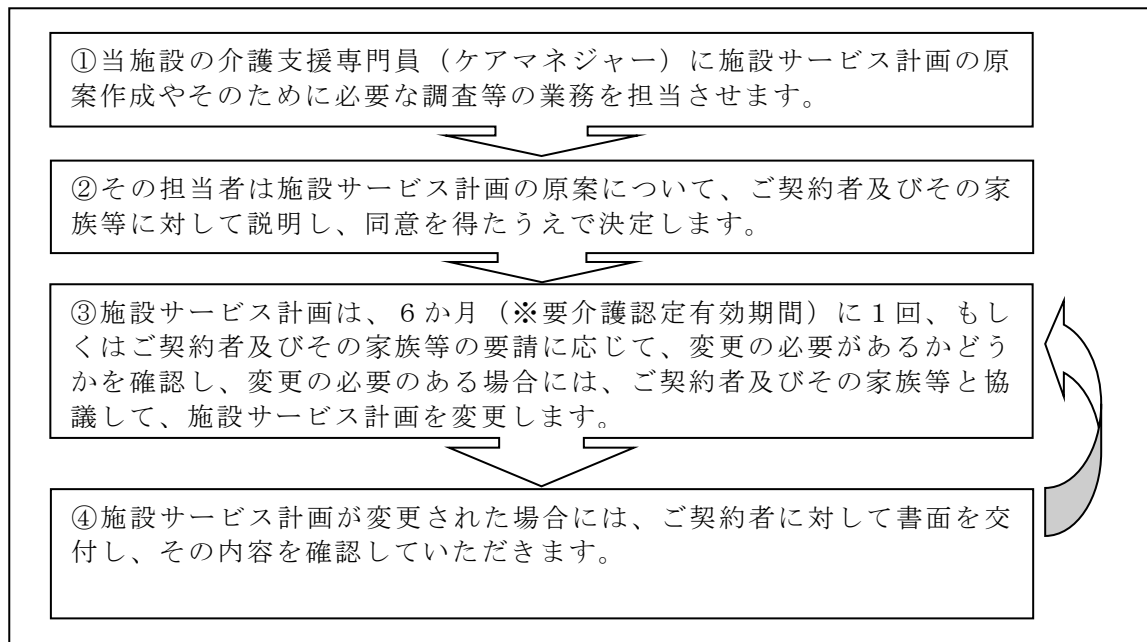 ①当施設の介護支援専門員（ケアマネジャー）に施設サービス計画の原
案作成やそのために必要な調査等の業務を担当させます。
②その担当者は施設サービス計画の原案について、ご契約者及びその家
族等に対して説明し、同意を得たうえで決定します。
③施設サービス計画は、６か月（※要介護認定有効期間）に１回、もし
くはご契約者及びその家族等の要請に応じて、変更の必要があるかどう
かを確認し、変更の必要のある場合には、ご契約者及びその家族等と協
議して、施設サービス計画を変更します。
④施設サービス計画が変更された場合には、ご契約者に対して書面を交
付し、その内容を確認していただきます。